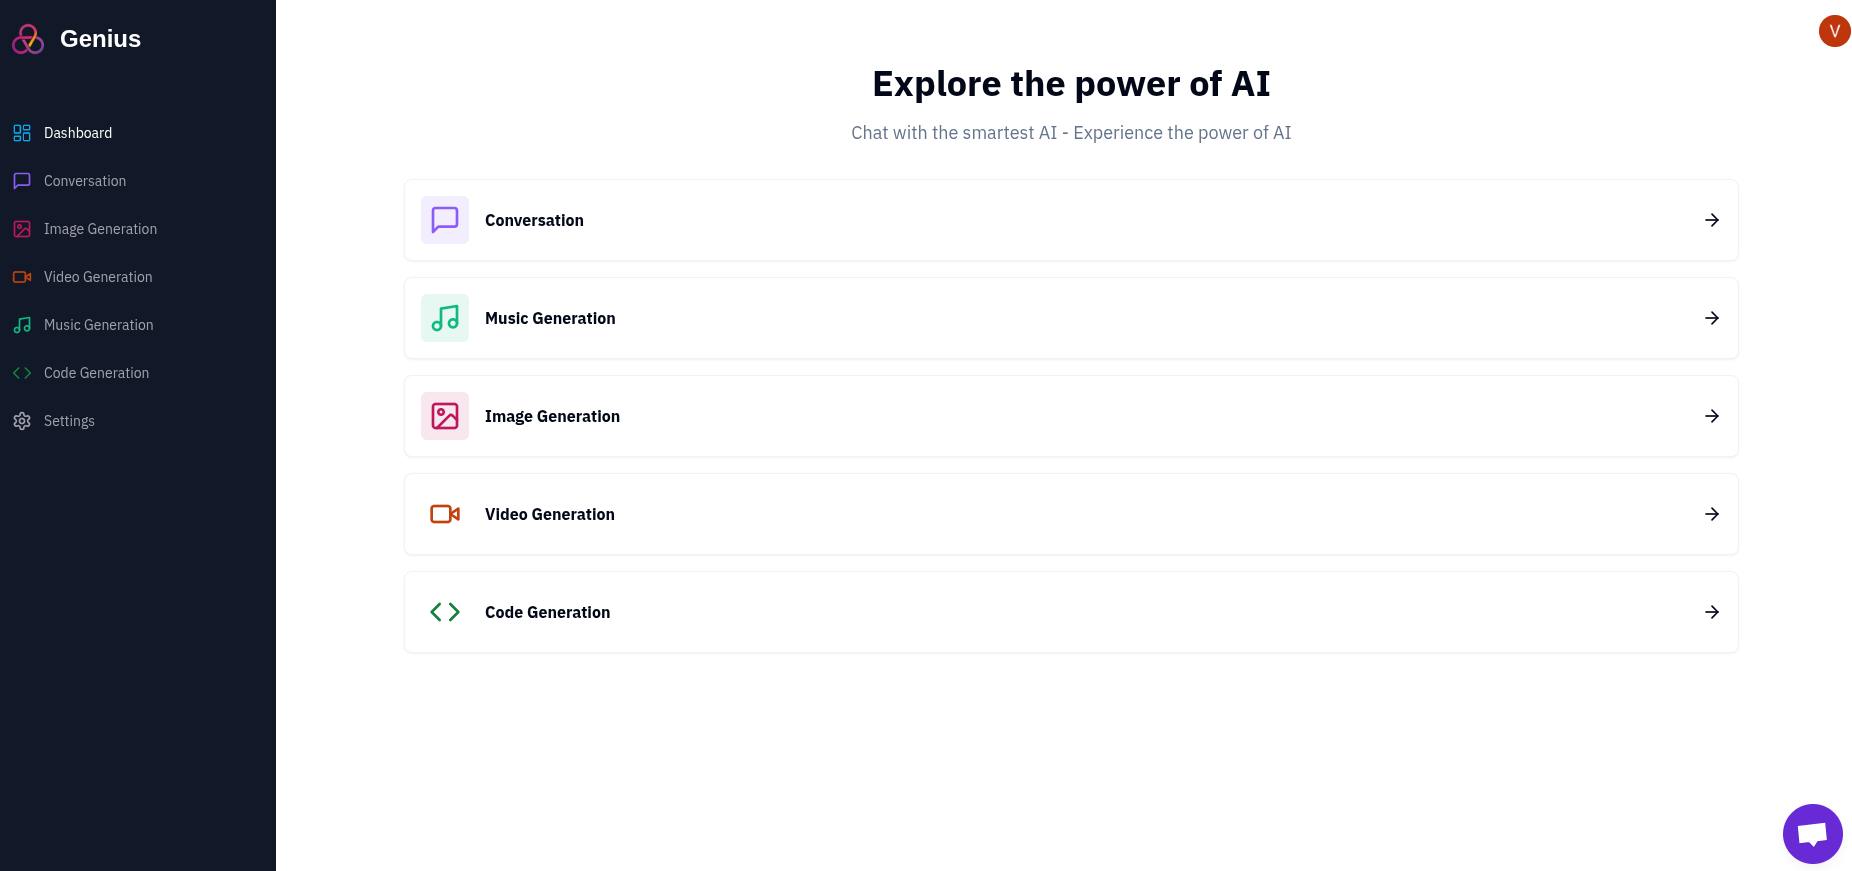 Genius
Dashboard
Conversation
Image Generation
Video Generation
Music Generation
Code Generation
Settings
V
Explore the power of AI
Chat with the smartest AI - Experience the power of AI
Conversation
Music Generation
Image Generation
Video Generation
Code Generation